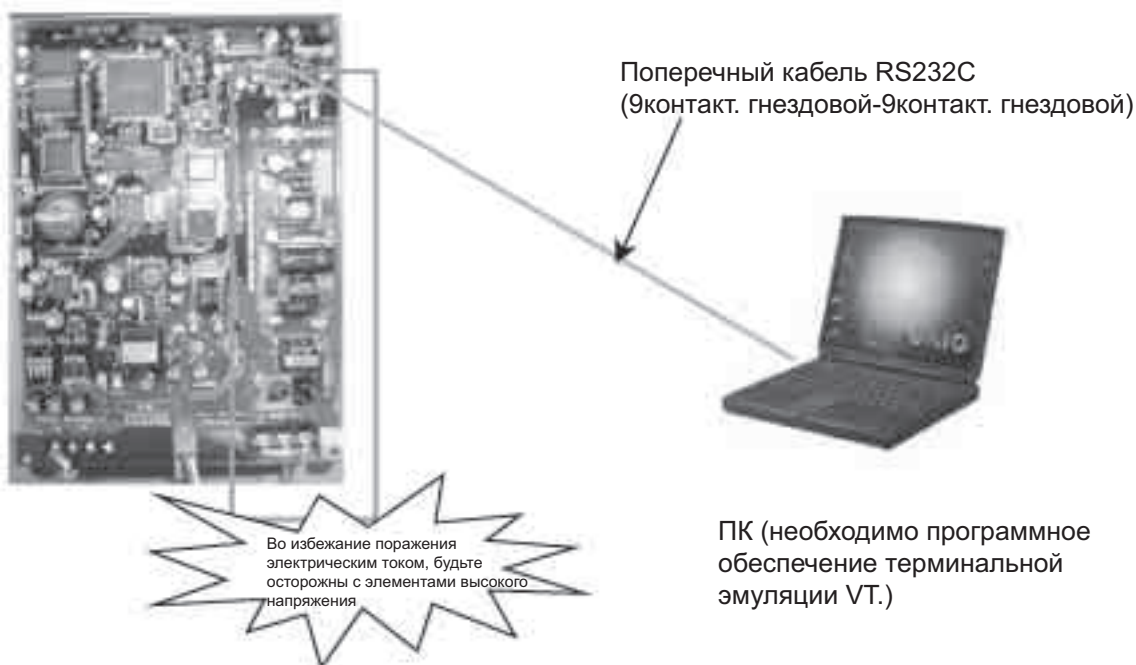 Поперечный кабель RS232C
(9контакт. гнездовой-9контакт. гнездовой)
Во избежание поражения
электрическим током, будьте
осторожны с элементами высокого
напряжения
ПК (необходимо программное
обеспечение терминальной
эмуляции VT.)